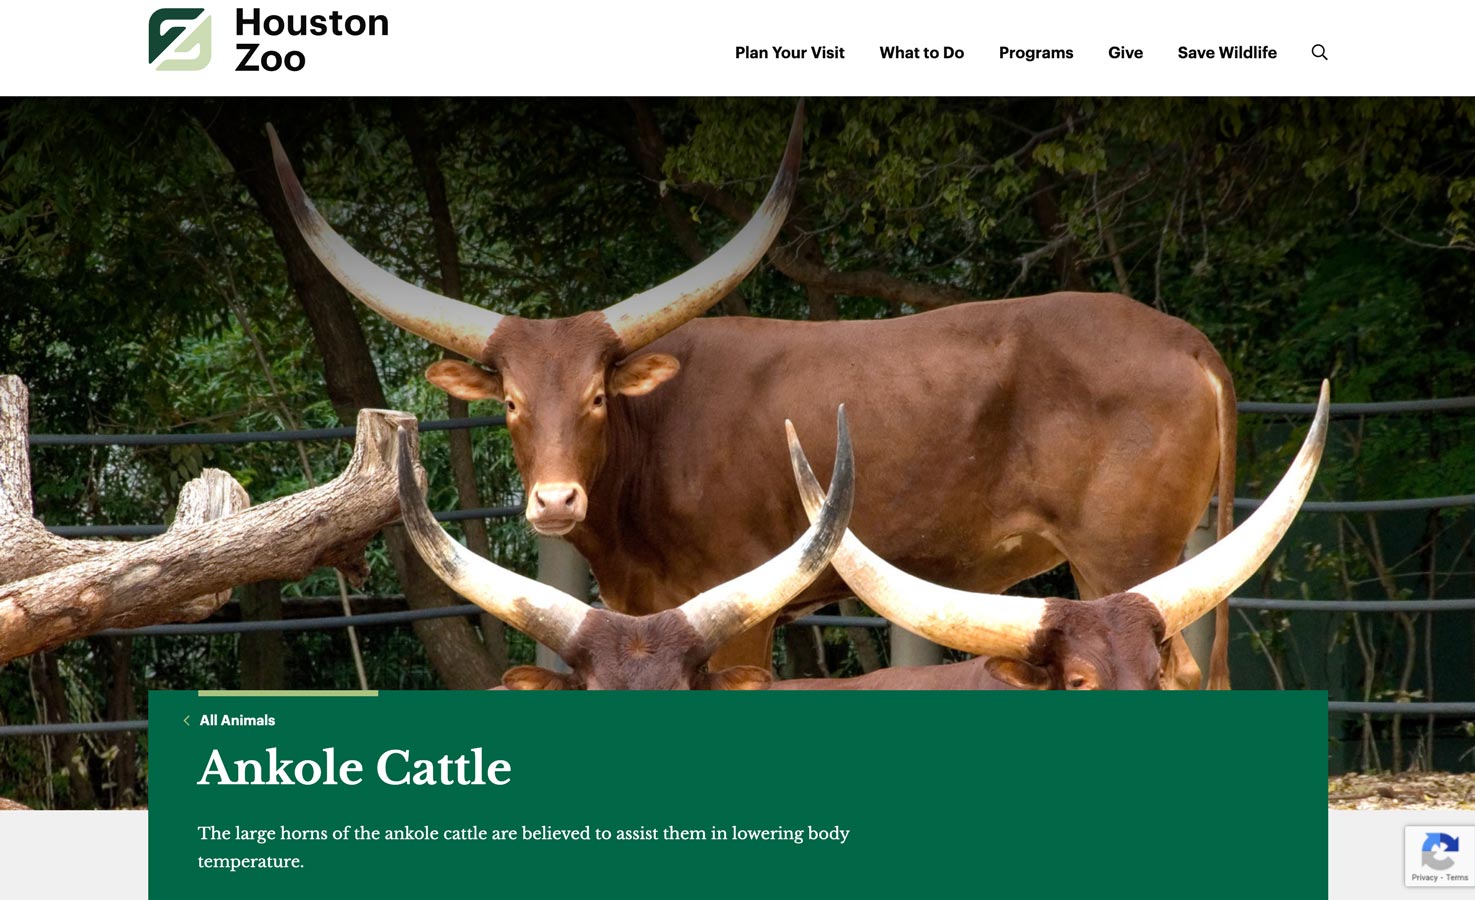 Houston
Zoo
Plan Your Visit
What to Do
Programs
Give
Save Wildlife
All Animals
Ankole Cattle
The large horns of the ankole cattle are believed to assist them in lowering body
temperature.
Privacy - Terms